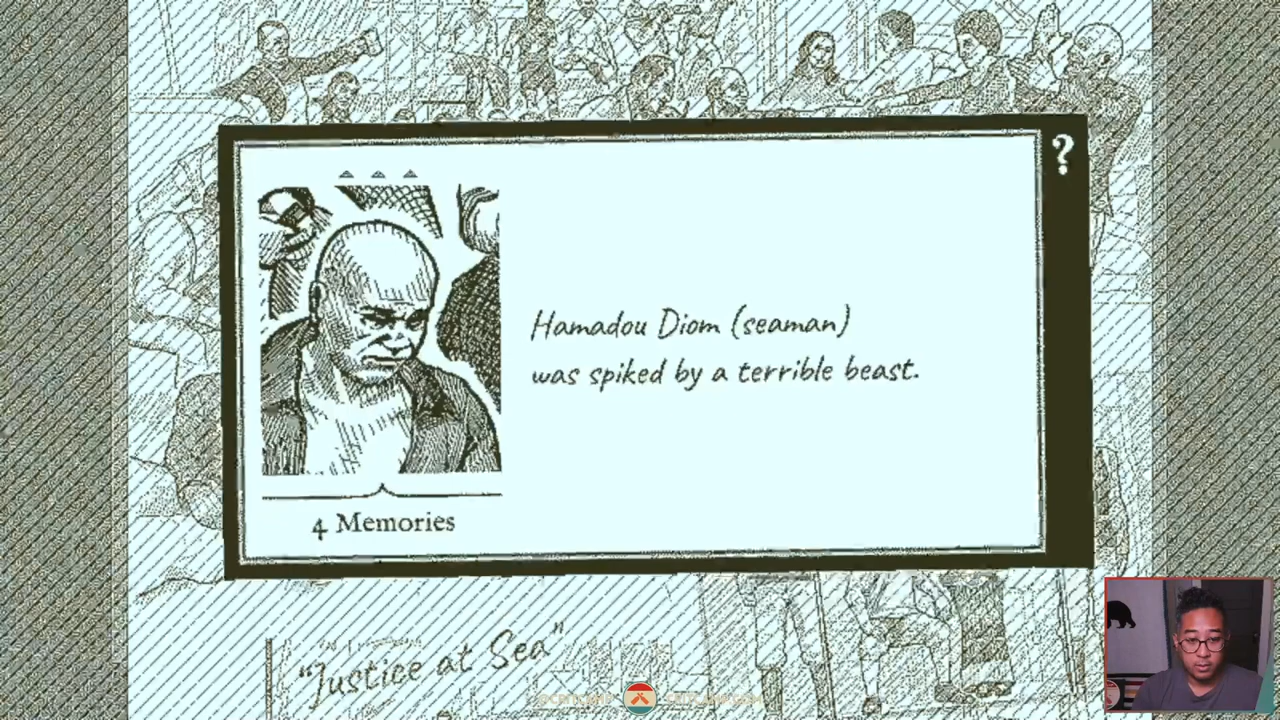 ?
Hamadou Diom (seaman)
was spiked by a terrible beast.
4 Memories
"Justice at Sea"